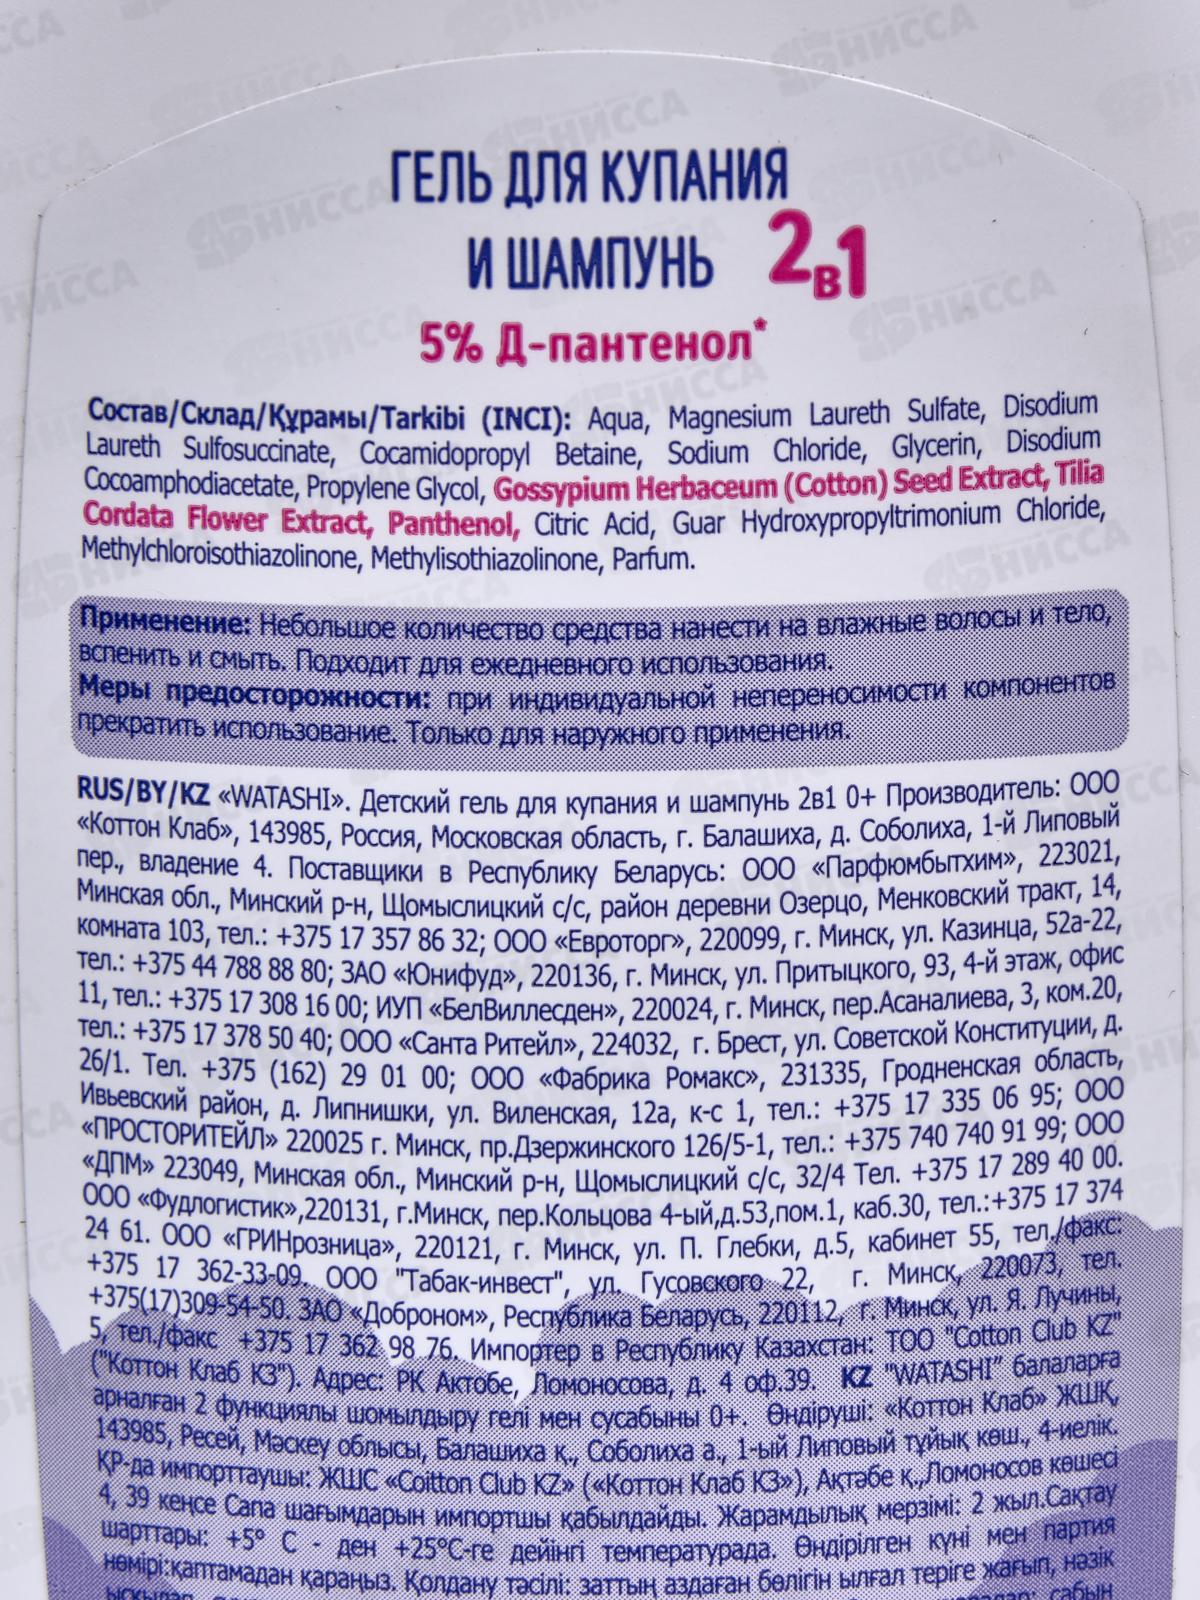 ГЕЛЬ ДЛЯ КУПАНИЯ
И ШАМПУНЬ 2в1
5% Д-пантенол*
Состав/Склад/Құрамы/Tarkibi (INCI): Aqua, Magnesium Laureth Sulfate, Disodium
Laureth Sulfosuccinate, Cocamidopropyl Betaine, Sodium Chloride, Glycerin, Disodium
Cocoamphodiacetate, Propylene Glycol, Gossypium Herbaceum (Cotton) Seed Extract, Tilia
Cordata Flower Extract, Panthenol, Citric Acid, Guar Hydroxypropyltrimonium Chloride,
Methylchloroisothiazolinone, Methylisothiazolinone, Parfum.
Применение: Небольшое количество средства нанести на влажные волосы и тело,
вспенить и смыть. Подходит для ежедневного использования.
Меры предосторожности: при индивидуальной непереносимости компонентов
прекратить использование. Только для наружного применения.
RUS/BY/KZ «WATASHI». Детский гель для купания и шампунь 2в1 0+ Производитель: ООО
«Коттон Клаб», 143985, Россия, Московская область, г. Балашиха, д. Соболиха, 1-й Липовый
пер., владение 4. Поставщики в Республику Беларусь: ООО «Парфюмбытхим», 223021,
Минская обл., Минский р-н, Щомыслицкий с/с, район деревни Озерцо, Менковский тракт, 14,
комната 103, тел.: +375 17 357 86 32; ООО «Евроторг», 220099, г. Минск, ул. Казинца, 52а-22,
тел.: +375 44 788 88 80; ЗАО «Юнифуд», 220136, г. Минск, ул. Притыцкого, 93, 4-й этаж, офис
11, тел.: +375 17 308 16 00; ИУП «БелВиллесден», 220024, г. Минск, пер.Асаналиева, 3, ком.20,
тел.: +375 17 378 50 40; ООО «Санта Ритейл», 224032, г. Брест, ул. Советской Конституции, д.
26/1. Тел. +375 (162) 29 01 00; ООО «Фабрика Ромакс», 231335, Гродненская область,
Ивьевский район, д. Липнишки, ул. Виленская, 12а, к-с 1, тел.: +375 17 335 06 95; ООО
«ПРОСТОРИТЕЙЛ» 220025 г. Минск, пр.Дзержинского 126/5-1, тел.: +375 740 740 91 99; ООО
«ДПМ» 223049, Минская обл., Минский р-н, Щомыслицкий с/с, 32/4 Тел. +375 17 289 40 00.
ООО «Фудлогистик»,220131, г.Минск, пер.Кольцова 4-ый,д.53,пом.1, каб.30, тел.:+375 17 374
24 61. ООО «ГРИНрозница», 220121, г. Минск, ул. П. Глебки, д.5, кабинет 55, тел./факс:
+375 17 362-33-09. ООО "Табак-инвест", ул. Гусовского 22, г. Минск, 220073, тел.
+375(17)309-54-50. ЗАО «Доброном», Республика Беларусь, 220112, г. Минск, ул. Я. Лучины,
5, тел./факс +375 17 362 98 76. Импортер в Республику Казахстан: ТОО "Cotton Club KZ"
("Коттон Клаб КЗ"). Адрес: РК Актобе, Ломоносова, д. 4 оф.39. KZ "WATASHI" балаларға
арналған 2 функциялы шомылдыру гелі мен сусабыны 0+. Өндіруші: «Коттон Клаб» ЖШҚ,
143985, Ресей, Мәскеу облысы, Балашиха қ., Соболиха а., 1-ый Липовый тұйық көш., 4-иелік.
ҚР-да импорттаушы: ЖШС «Coitton Club KZ» («Коттон Клаб КЗ»), Ақтәбе қ.,Ломоносов көшесі
4, 39 кеңсе Сапа шағымдарын импортшы қабылдайды. Жарамдылық мерзімі: 2 жыл.Сақтау
шарттары: +5° C - ден +25°C-ге дейінгі температурада. Өндірілген күні мен партия
нөмірі:қаптамадан қараңыз. Қолдану тәсілі: заттың аздаған бөлігін ылғал теріге жағып, нәзік
сабын